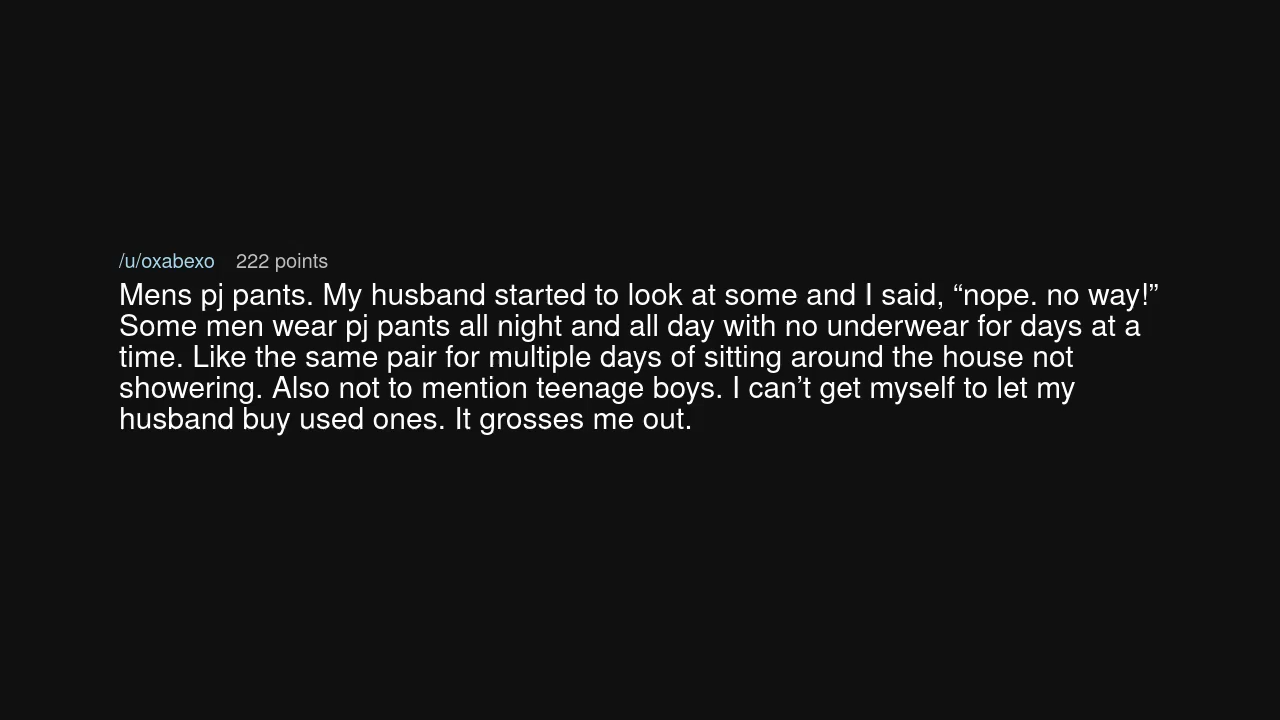 /u/oxabexo 222 points
Mens pj pants. My husband started to look at some and I said, “nope. no way!”
Some men wear pj pants all night and all day with no underwear for days at a
time. Like the same pair for multiple days of sitting around the house not
showering. Also not to mention teenage boys. I can’t get myself to let my
husband buy used ones. It grosses me out.